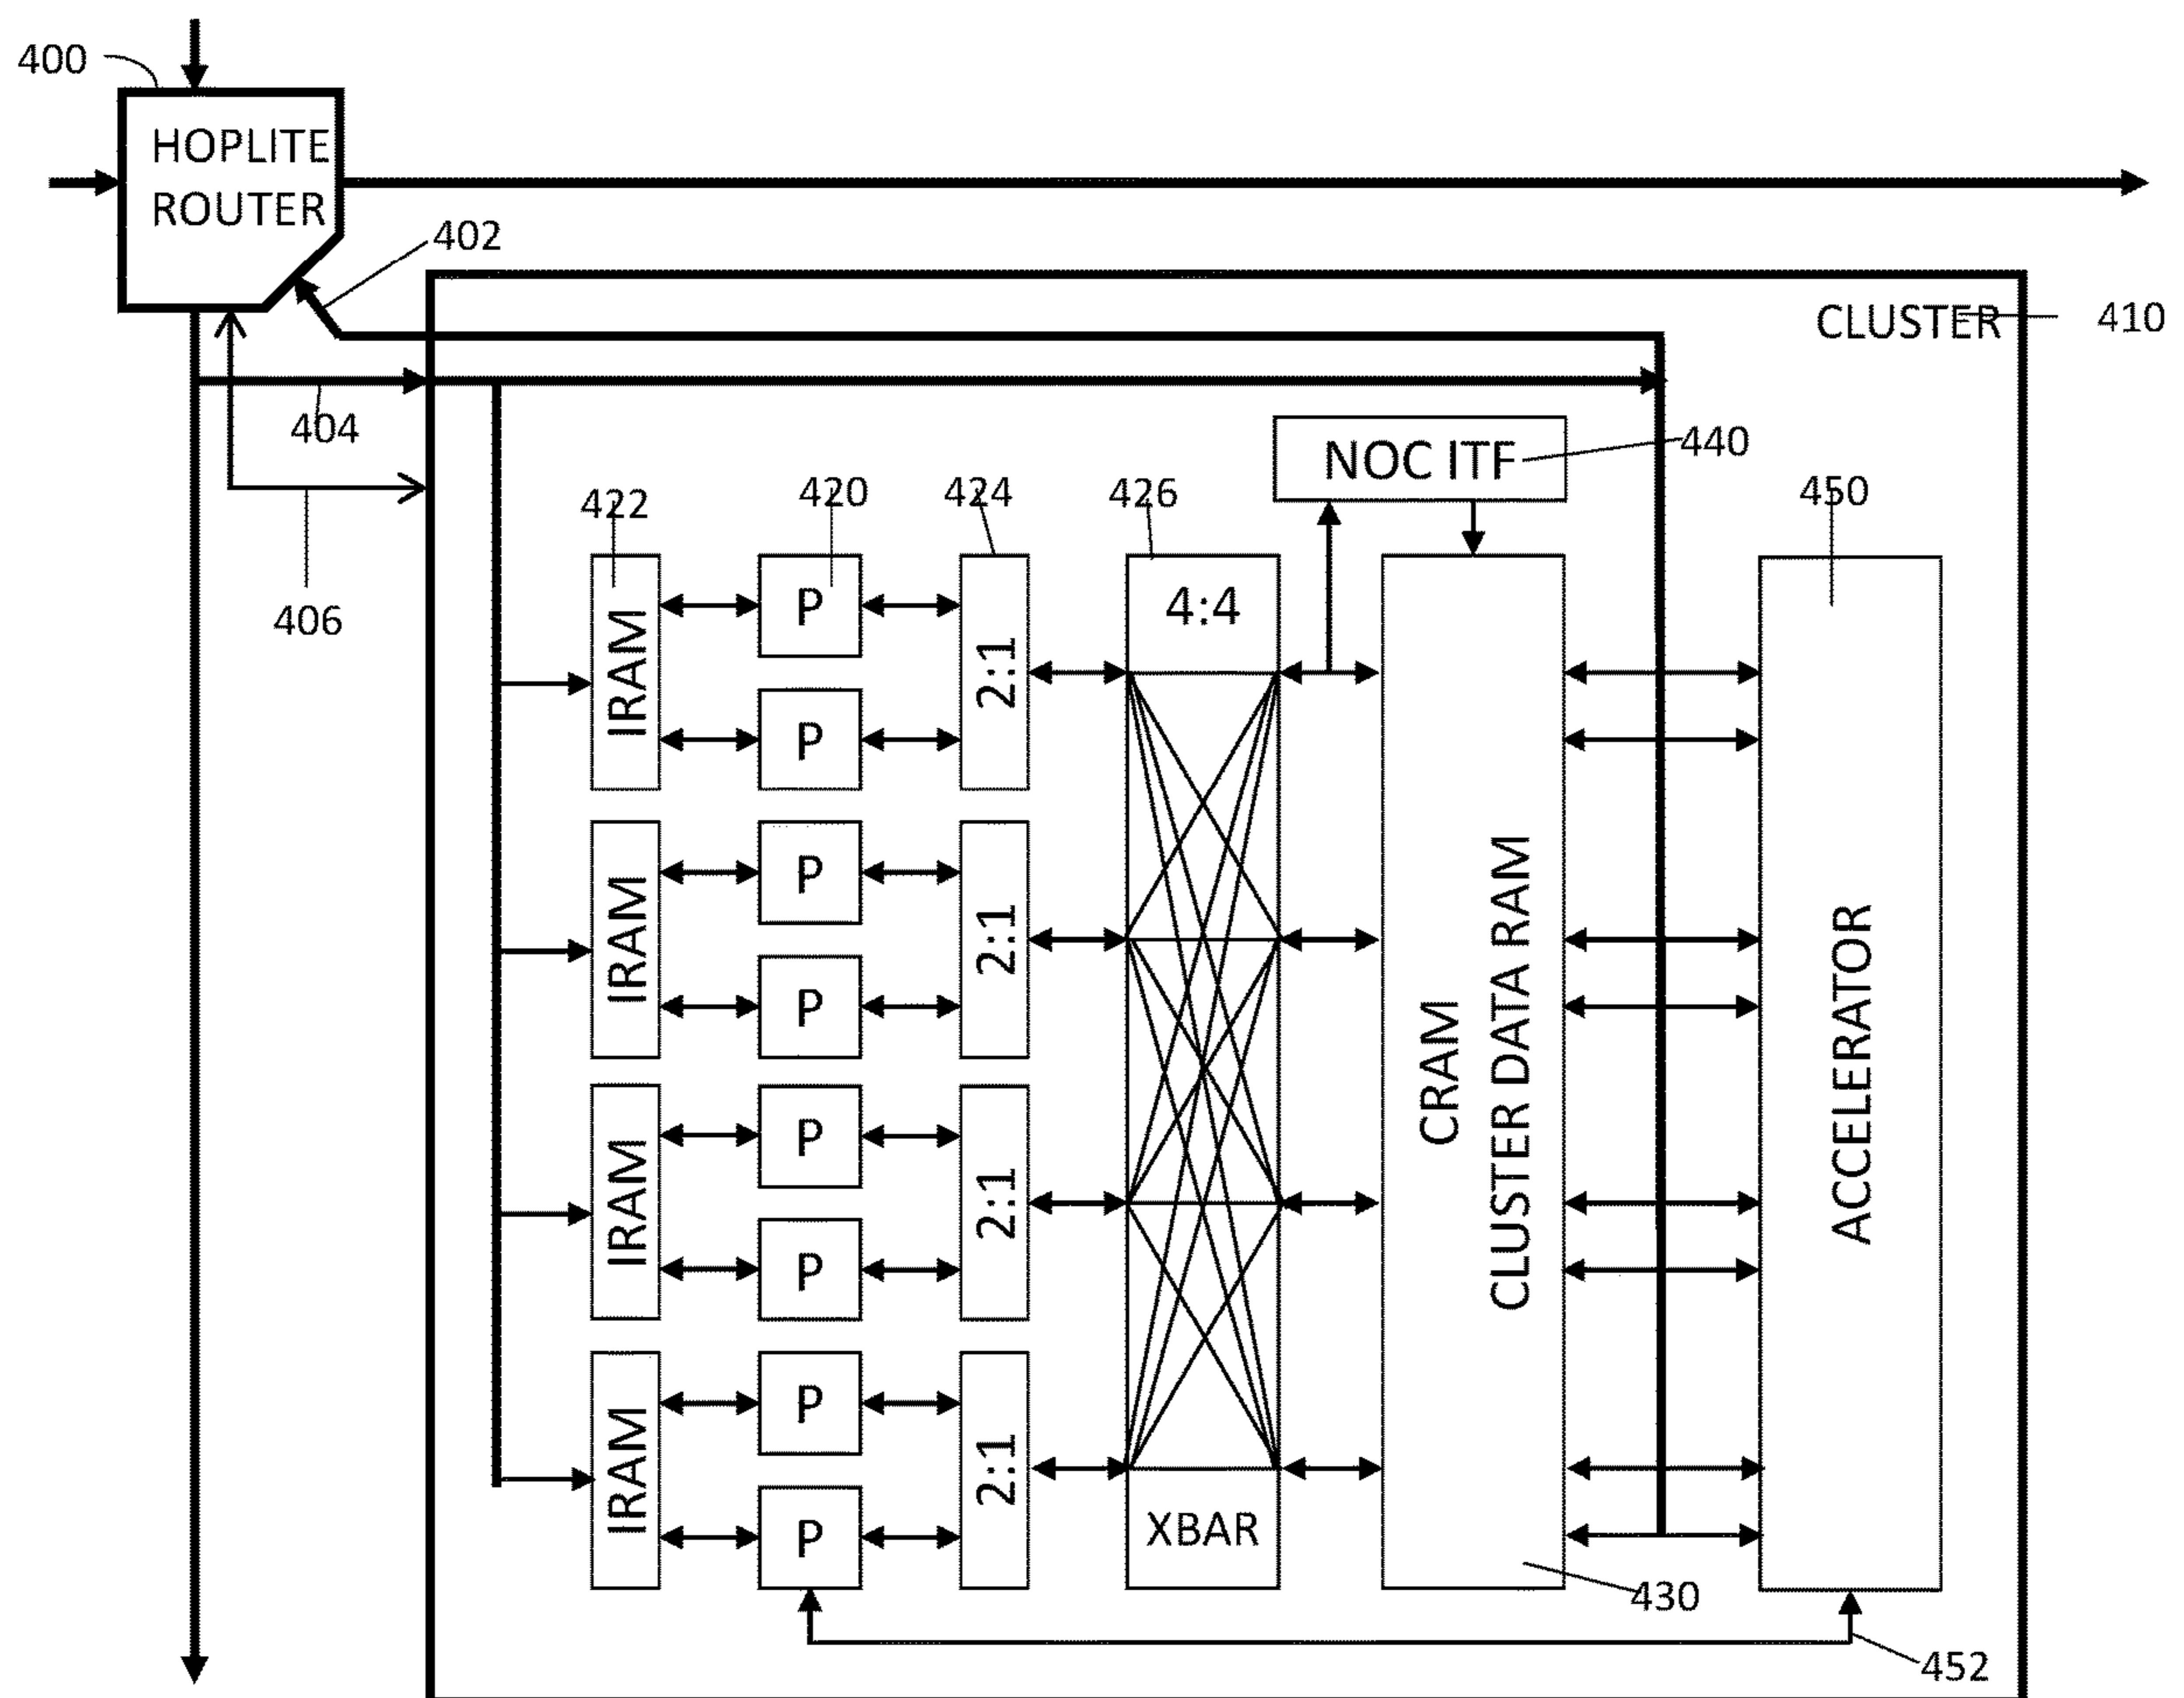 400
HOPLITE
ROUTER
402
CLUSTER
410
404
NOC ITF
440
422
420
424
426
450
406
IRAM
P
2:1
4:4
P
IRAM
P
2:1
P
CRAM
CLUSTER DATA RAM
ACCELERATOR
IRAM
P
2:1
P
IRAM
P
2:1
P
XBAR
430
452